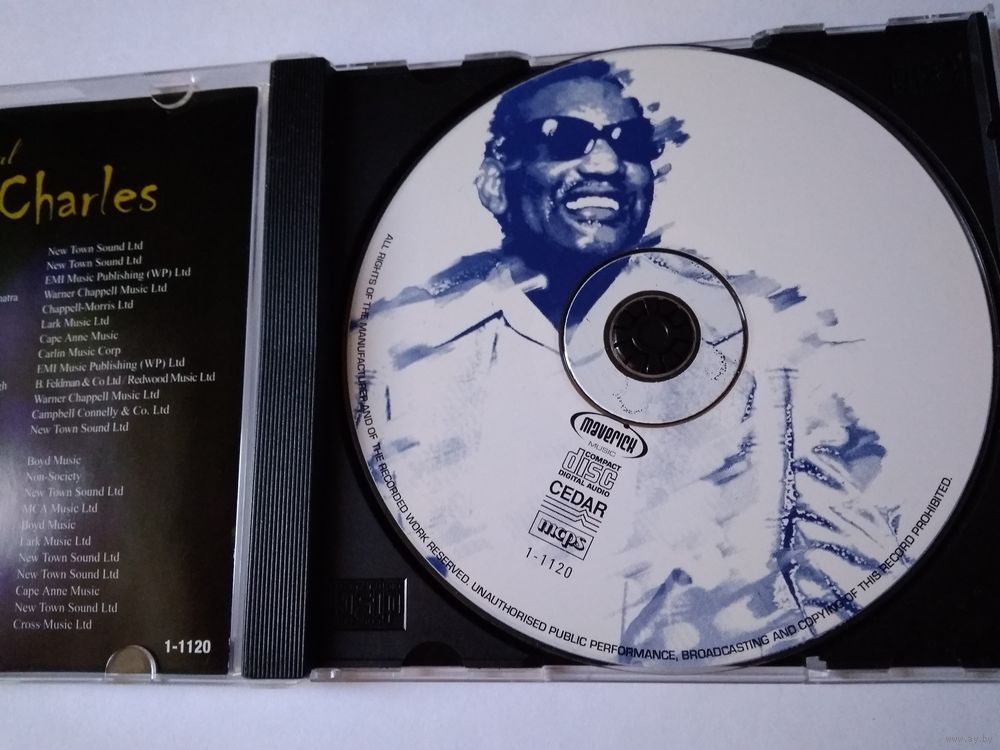 Charles
New Town Sound Ltd
New Town Sound Ltd
EMI Music Publishing (WP) Ltd
Warner Chappell Music Ltd
Chappell-Morris Ltd
Lark Music Ltd
Cape Anne Music
Carlin Music Corp
EMI Music Publishing (WP) Ltd
B. Feldman & Co Ltd / Redwood Music Ltd
Warner Chappell Music Ltd
Campbell Connelly & Co. Ltd
New Town Sound Ltd
Boyd Music
Non-Society
New Town Sound Ltd
MCA Music Ltd
Boyd Music
Lark Music Ltd
New Town Sound Ltd
New Town Sound Ltd
Cape Anne Music
New Town Sound Ltd
Cross Music Ltd
1-1120
maverick
MUSIC
COMPACT
disc
DIGITAL AUDIO
CEDAR
mcps
1-1120
ALL RIGHTS OF THE MANUFACTURER AND OF THE RECORDED WORK RESERVED. UNAUTHORISED PUBLIC PERFORMANCE, BROADCASTING AND COPYING OF THIS RECORD PROHIBITED.
www.ay.by